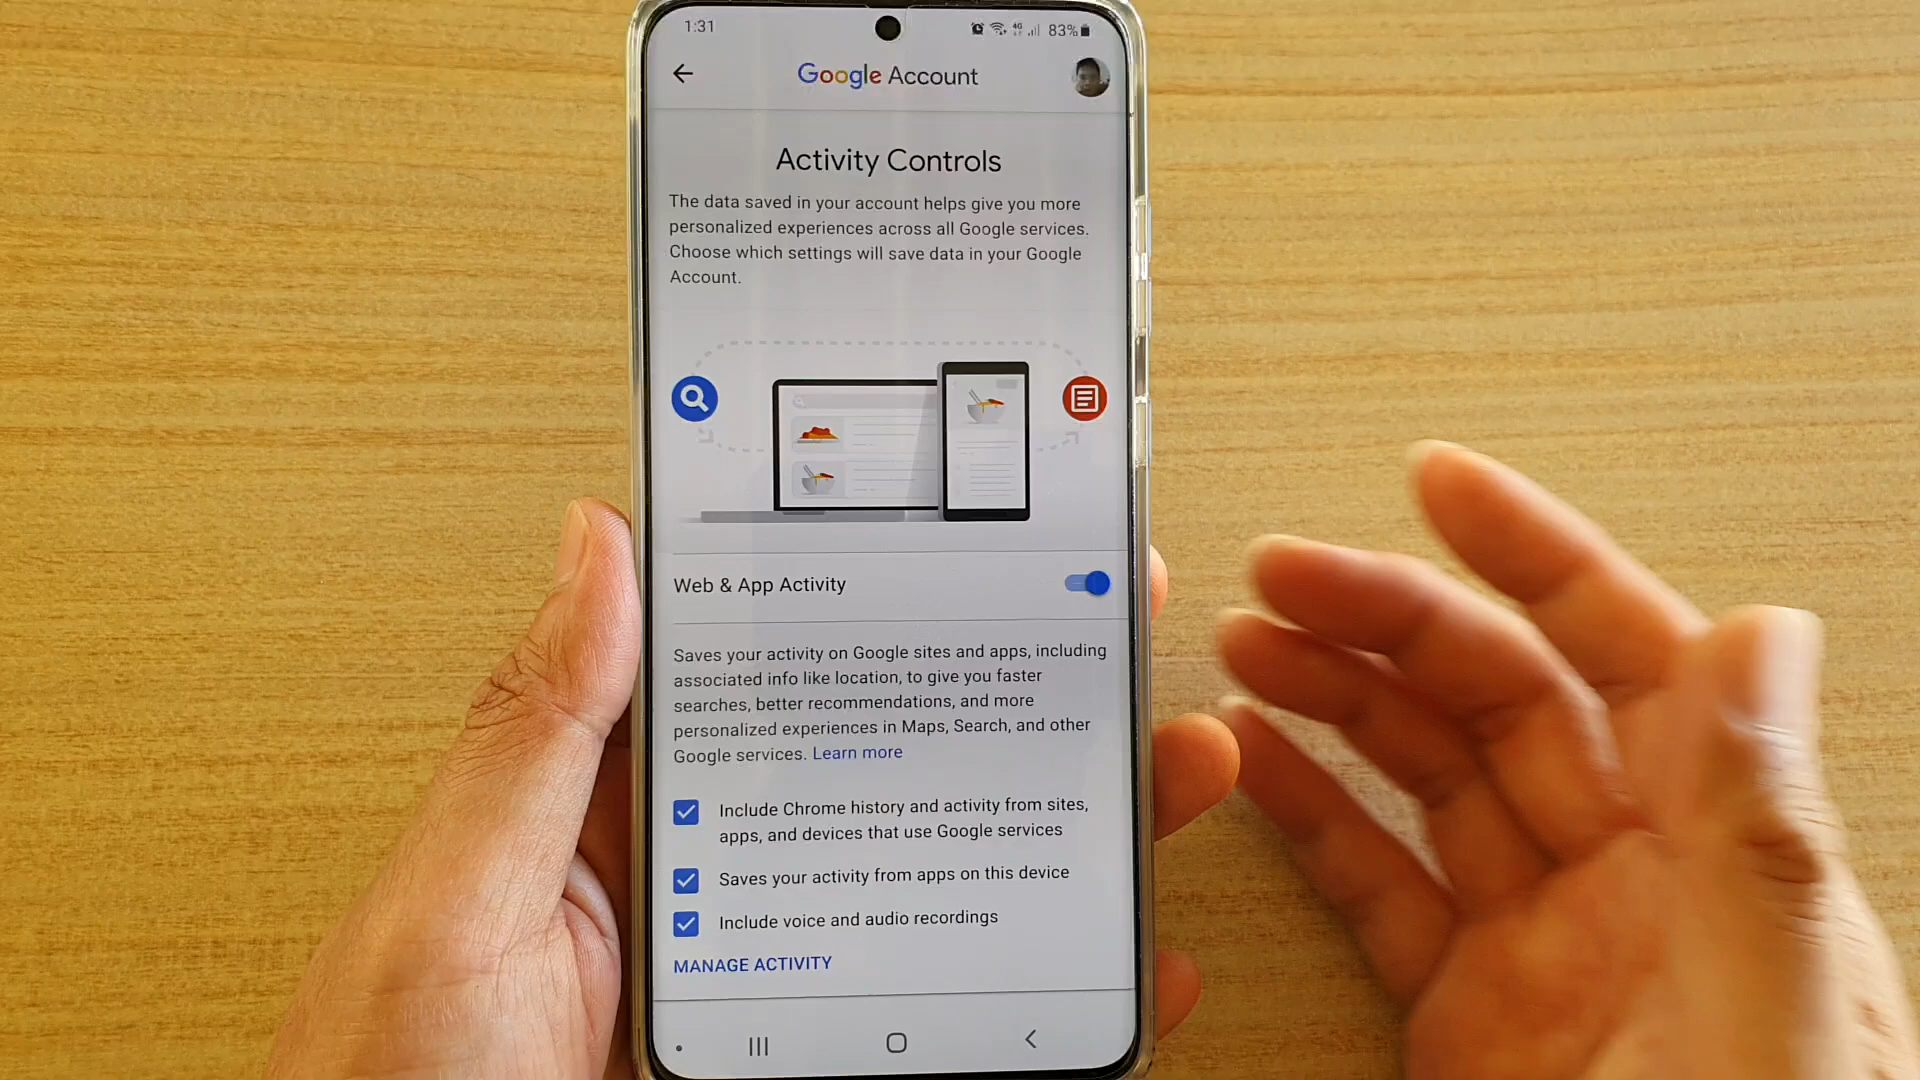 1:31
4G
83%
Google Account
Activity Controls
The data saved in your account helps give you more
personalized experiences across all Google services.
Choose which settings will save data in your Google
Account.
Web & App Activity
Saves your activity on Google sites and apps, including
associated info like location, to give you faster
searches, better recommendations, and more
personalized experiences in Maps, Search, and other
Google services. Learn more
Include Chrome history and activity from sites,
apps, and devices that use Google services
Saves your activity from apps on this device
Include voice and audio recordings
MANAGE ACTIVITY